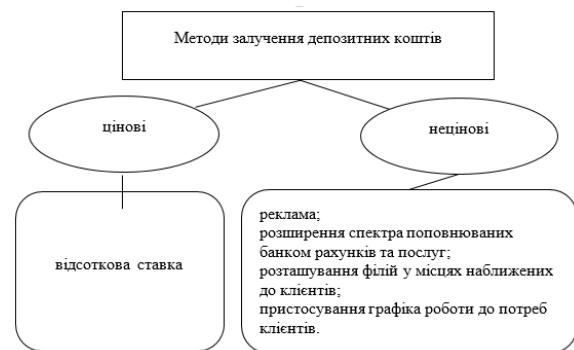 Методи залучення депозитних коштів
цінові
нецінові
відсоткова ставка
реклама;
розширення спектра поповнюваних
банком рахунків та послуг;
розташування філій у місцях наближених
до клієнтів;
пристосування графіка роботи до потреб
клієнтів.